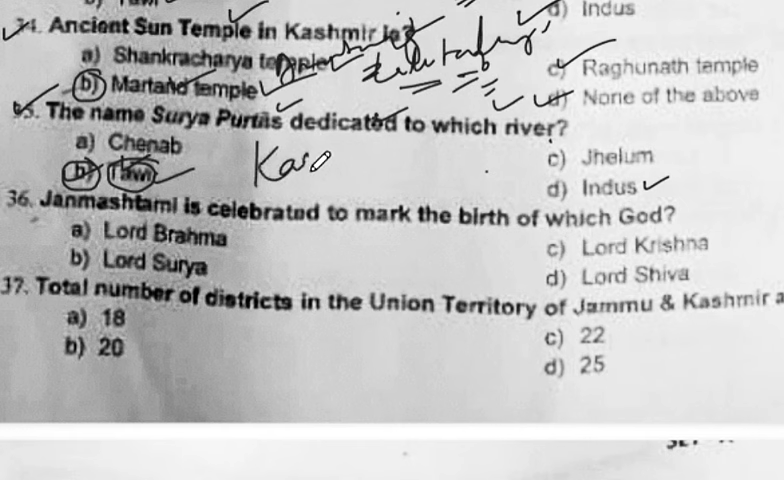 d) Indus
34. Ancient Sun Temple in Kashmir is?
a) Shankracharya temple
c) Raghunath temple
b) Martand temple
d) None of the above
35. The name Surya Purtas dedicated to which river?
a) Chenab
c) Jhelum
b) Tawi
Kas
d) Indus
36. Janmashtami is celebrated to mark the birth of which God?
a) Lord Brahma
c) Lord Krishna
b) Lord Surya
d) Lord Shiva
37. Total number of districts in the Union Territory of Jammu & Kashmir a
a) 18
c) 22
b) 20
d) 25